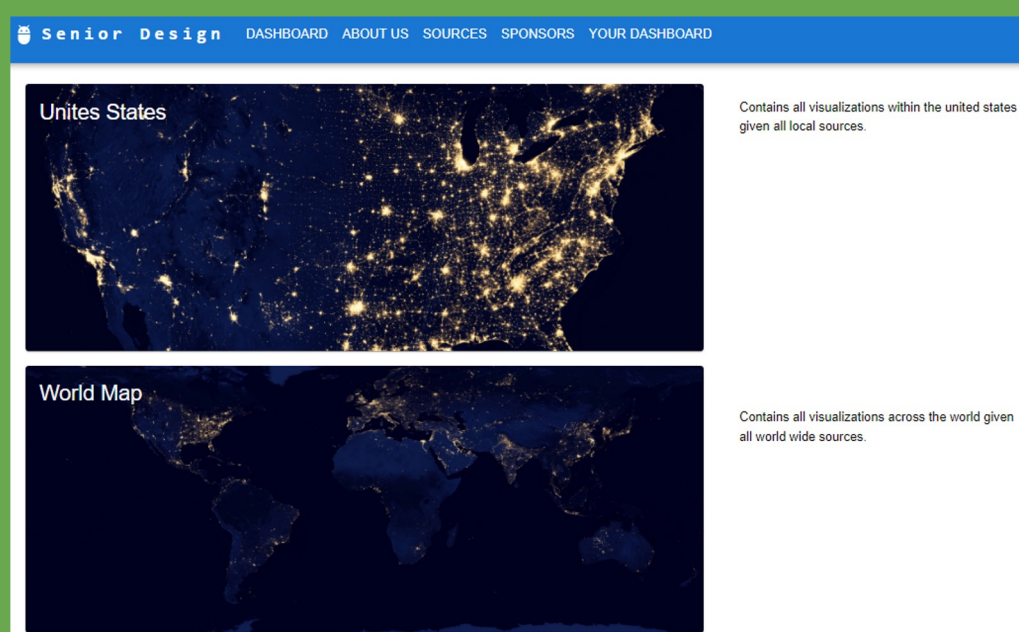 Senior Design DASHBOARD ABOUT US SOURCES SPONSORS YOUR DASHBOARD
Unites States
Contains all visualizations within the united states
given all local sources.
World Map
Contains all visualizations across the world given
all world wide sources.